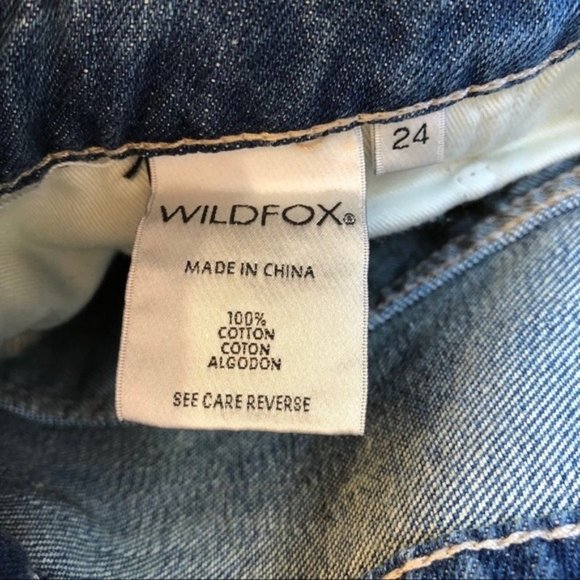 24
WILDFOX®
MADE IN CHINA
100%
COTTON
COTON
ALGODON
SEE CARE REVERSE